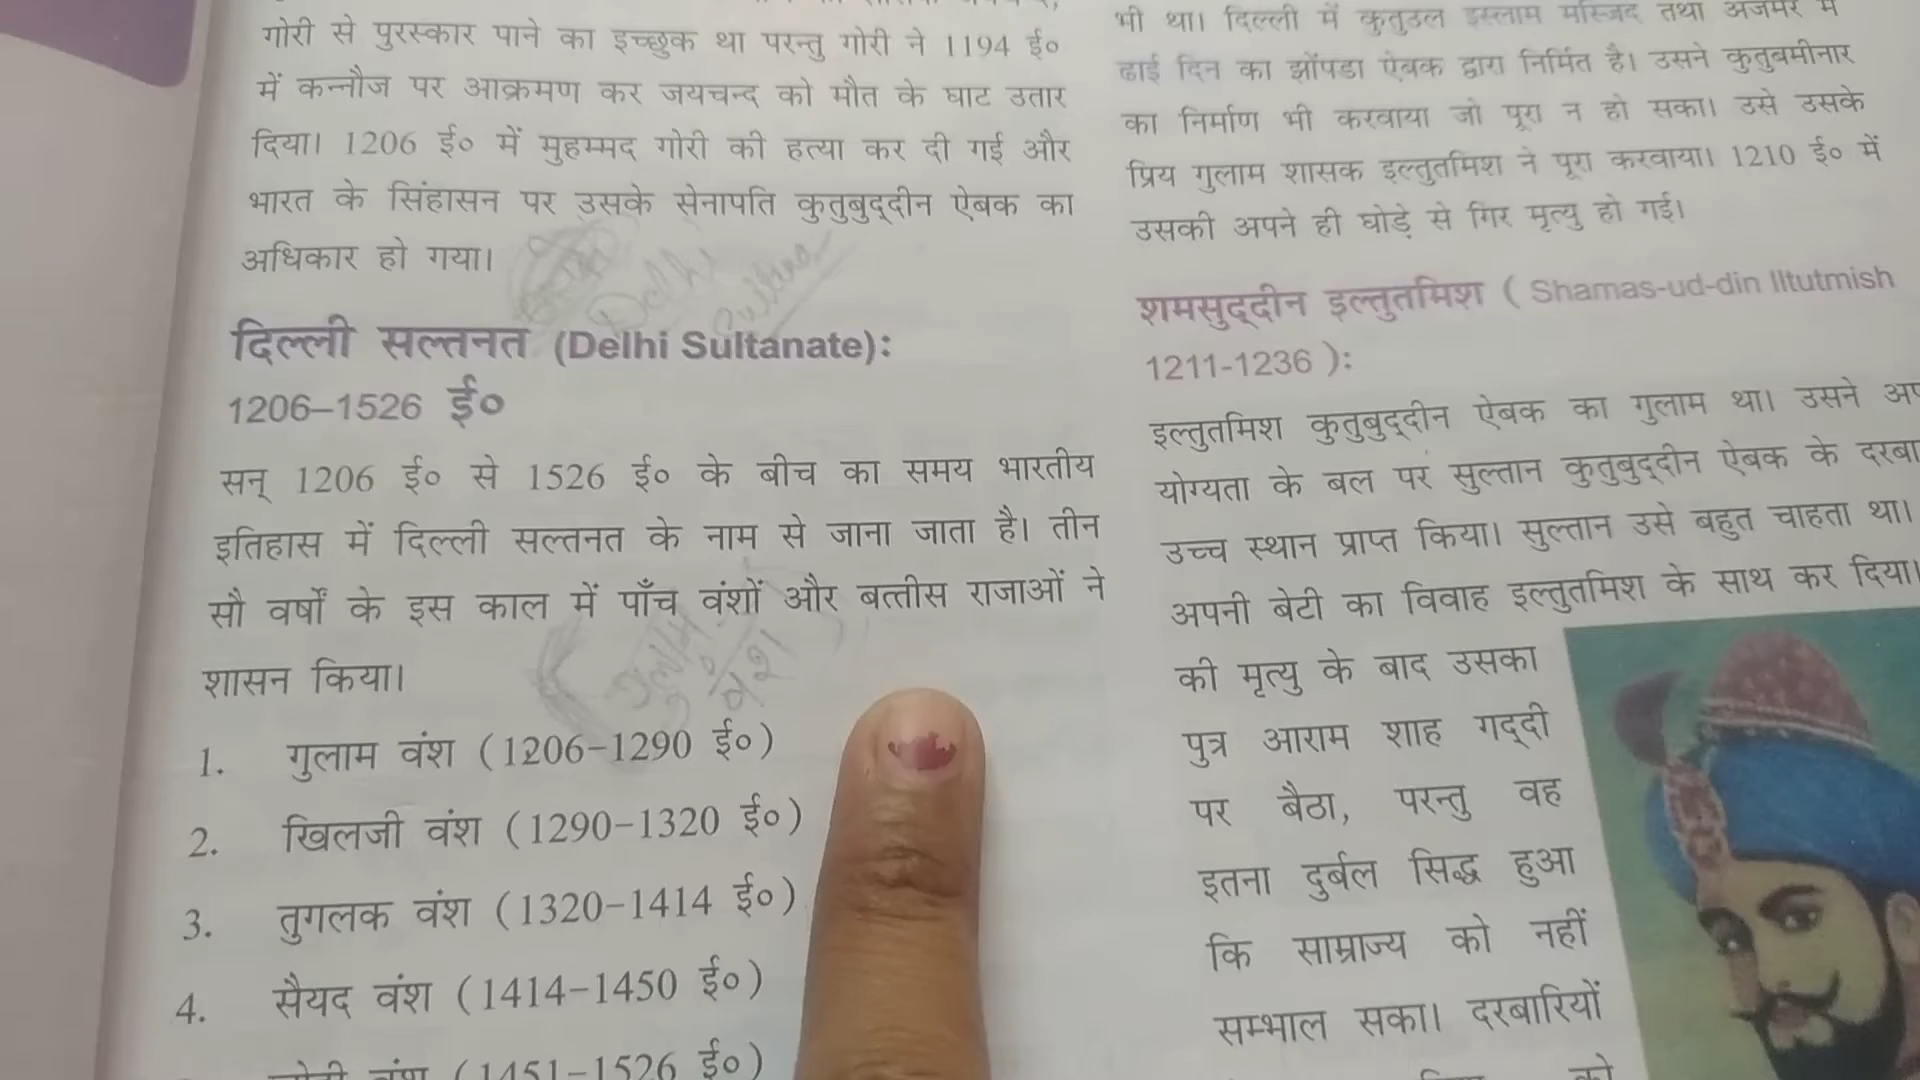 गोरी से पुरस्कार पाने का इच्छुक था परन्तु गोरी ने 1194 ई०
में कन्नौज पर आक्रमण कर जयचन्द को मौत के घाट उतार
दिया। 1206 ई० में मुहम्मद गोरी की हत्या कर दी गई और
भारत के सिंहासन पर उसके सेनापति कुतुबुद्दीन ऐबक का
अधिकार हो गया।
Delhi
दिल्ली सल्तनत (Delhi Sultanate):
1206–1526 ई०
सन् 1206 ई० से 1526 ई० के बीच का समय भारतीय
इतिहास में दिल्ली सल्तनत के नाम से जाना जाता है। तीन
सौ वर्षों के इस काल में पाँच वंशों और बत्तीस राजाओं ने
शासन किया।
गुलाम वंश
1. गुलाम वंश (1206–1290 ई०)
2. खिलजी वंश (1290–1320 ई०)
3. तुगलक वंश (1320–1414 ई०)
4. सैयद वंश (1414–1450 ई०)
वंश (1451–1526 ई०)
भी था। दिल्ली में इस्लाम मस्जिद तथा अजमेर में
ढाई दिन का झोंपडा ऐबक द्वारा निर्मित है। उसने कुतुबमीनार
का निर्माण भी करवाया जो पूरा न हो सका। उसे उसके
प्रिय गुलाम शासक इल्तुतमिश ने पूरा करवाया। 1210 ई० में
उसकी अपने ही घोड़े से गिर मृत्यु हो गई।
शमसुद्दीन इल्तुतमिश ( Shamas-ud-din Iltutmish
1211-1236 ):
इल्तुतमिश कुतुबुद्दीन ऐबक का गुलाम था। उसने
योग्यता के बल पर सुल्तान कुतुबुद्दीन ऐबक के
उच्च स्थान प्राप्त किया। सुल्तान उसे बहुत चाहता था।
अपनी बेटी का विवाह इल्तुतमिश के साथ कर दिया।
की मृत्यु के बाद उसका
पुत्र आराम शाह गद्दी
पर बैठा, परन्तु वह
इतना दुर्बल सिद्ध हुआ
कि साम्राज्य को नहीं
सम्भाल सका। दरबारियों
को